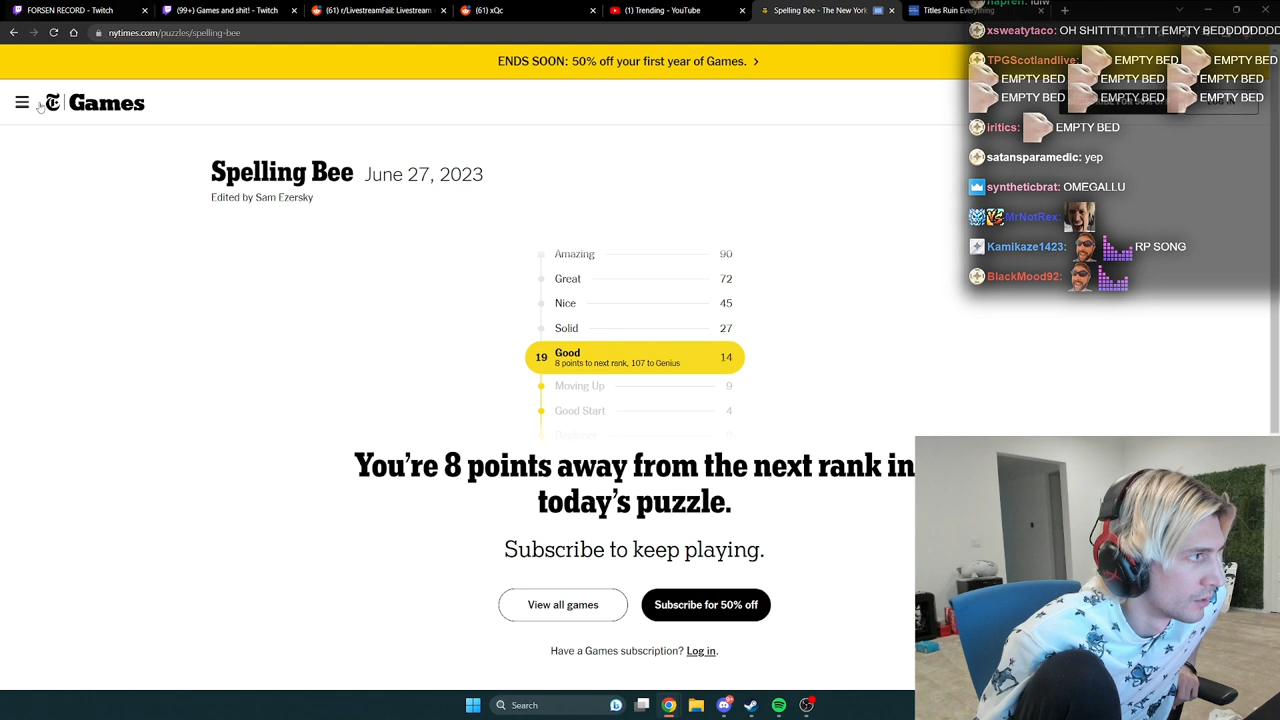 FORSEN RECORD - Twitch
(99+) Games and shit! - Twitch
(61) r/LivestreamFail: Livestream
(61) xQc
(1) Trending - YouTube
Spelling Bee - The New York
Titles Ruin Everything
nytimes.com/puzzles/spelling-bee
ENDS SOON: 50% off your first year of Games.
Games
Spelling Bee June 27, 2023
Edited by Sam Ezersky
Amazing 90
Great 72
Nice 45
Solid 27
19 Good 14
8 points to next rank, 107 to Genius
Moving Up 9
Good Start 4
Beginner 0
You're 8 points away from the next rank in
today's puzzle.
Subscribe to keep playing.
View all games
Subscribe for 50% off
Have a Games subscription? Log in.
Search
xsweatytaco: OH SHITTTTTTTTT EMPTY BEDDDDDDD
TPGScotlandlive: EMPTY BED EMPTY BED
EMPTY BED EMPTY BED EMPTY BED
EMPTY BED EMPTY BED EMPTY BED
iritics: EMPTY BED
satansparamedic: yep
syntheticbrat: OMEGALLU
MrNotRex:
Kamikaze1423: RP SONG
BlackMood92: